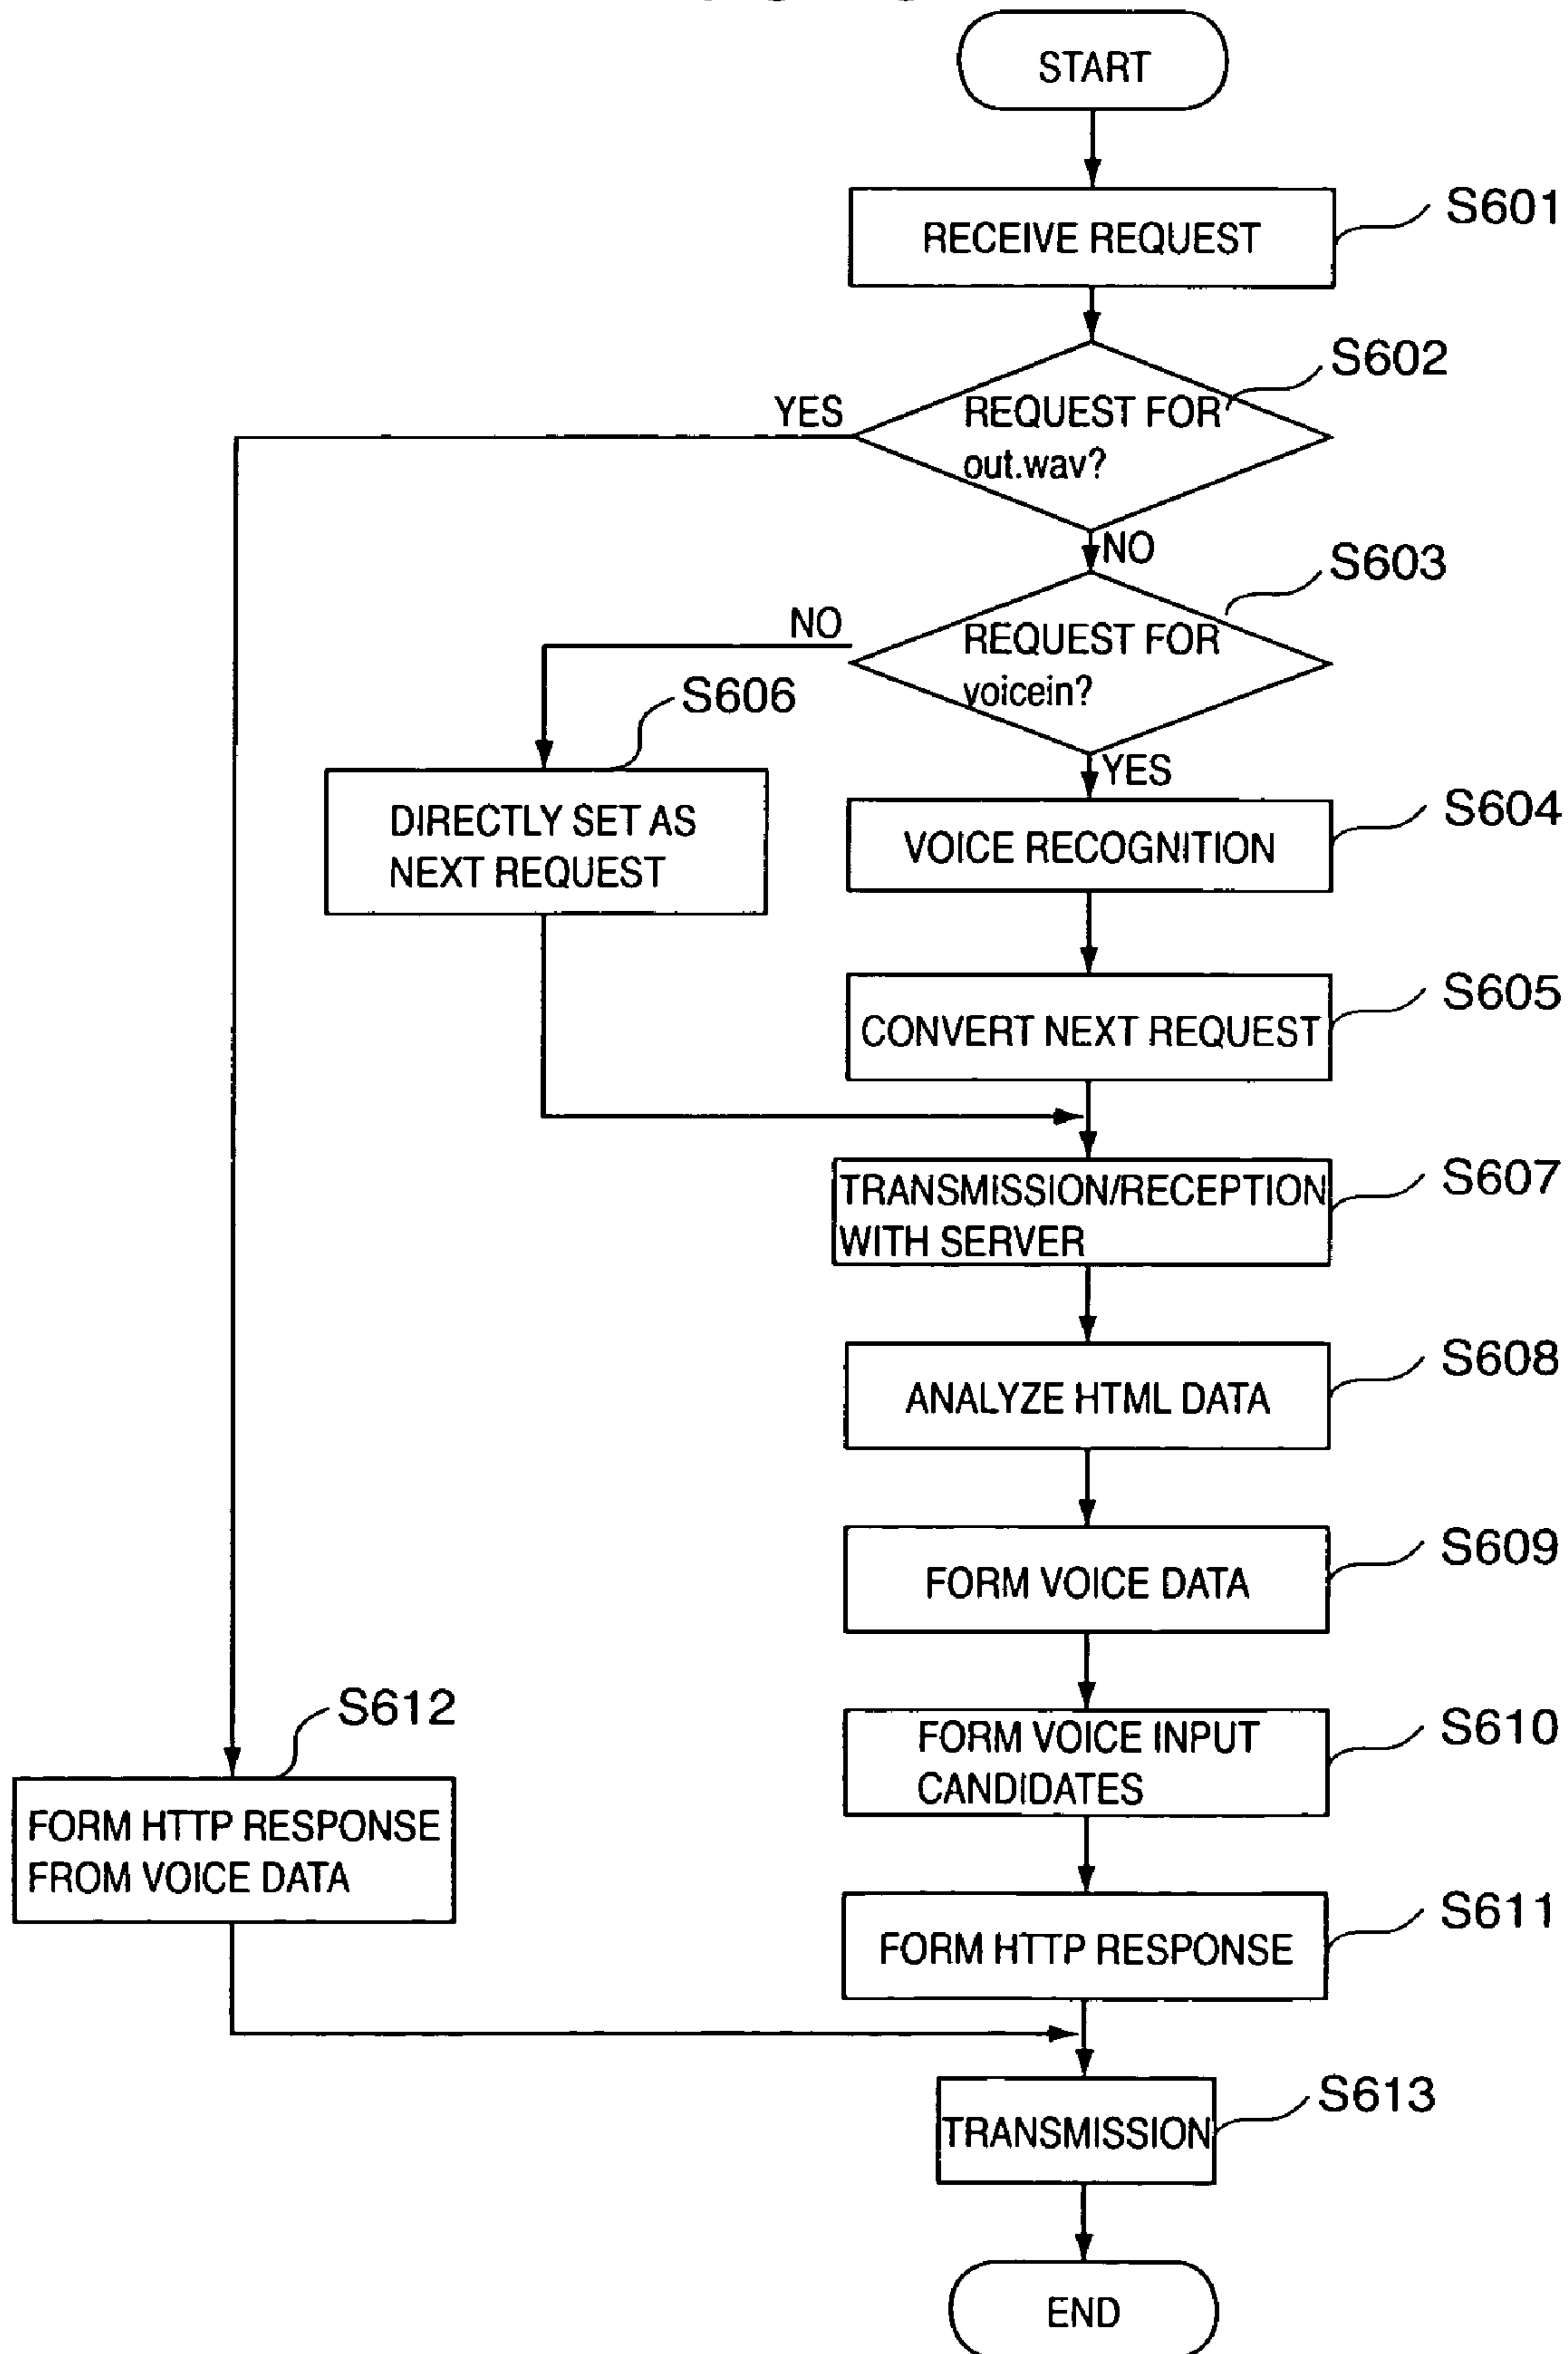 START
RECEIVE REQUEST
S601
S602
YES
REQUEST FOR
out.wav?
NO
S603
NO
REQUEST FOR
voicein?
S606
YES
DIRECTLY SET AS
NEXT REQUEST
S604
VOICE RECOGNITION
S605
CONVERT NEXT REQUEST
S607
TRANSMISSION/RECEPTION
WITH SERVER
S608
ANALYZE HTML DATA
S609
FORM VOICE DATA
S612
S610
FORM VOICE INPUT
CANDIDATES
FORM HTTP RESPONSE
FROM VOICE DATA
S611
FORM HTTP RESPONSE
S613
TRANSMISSION
END